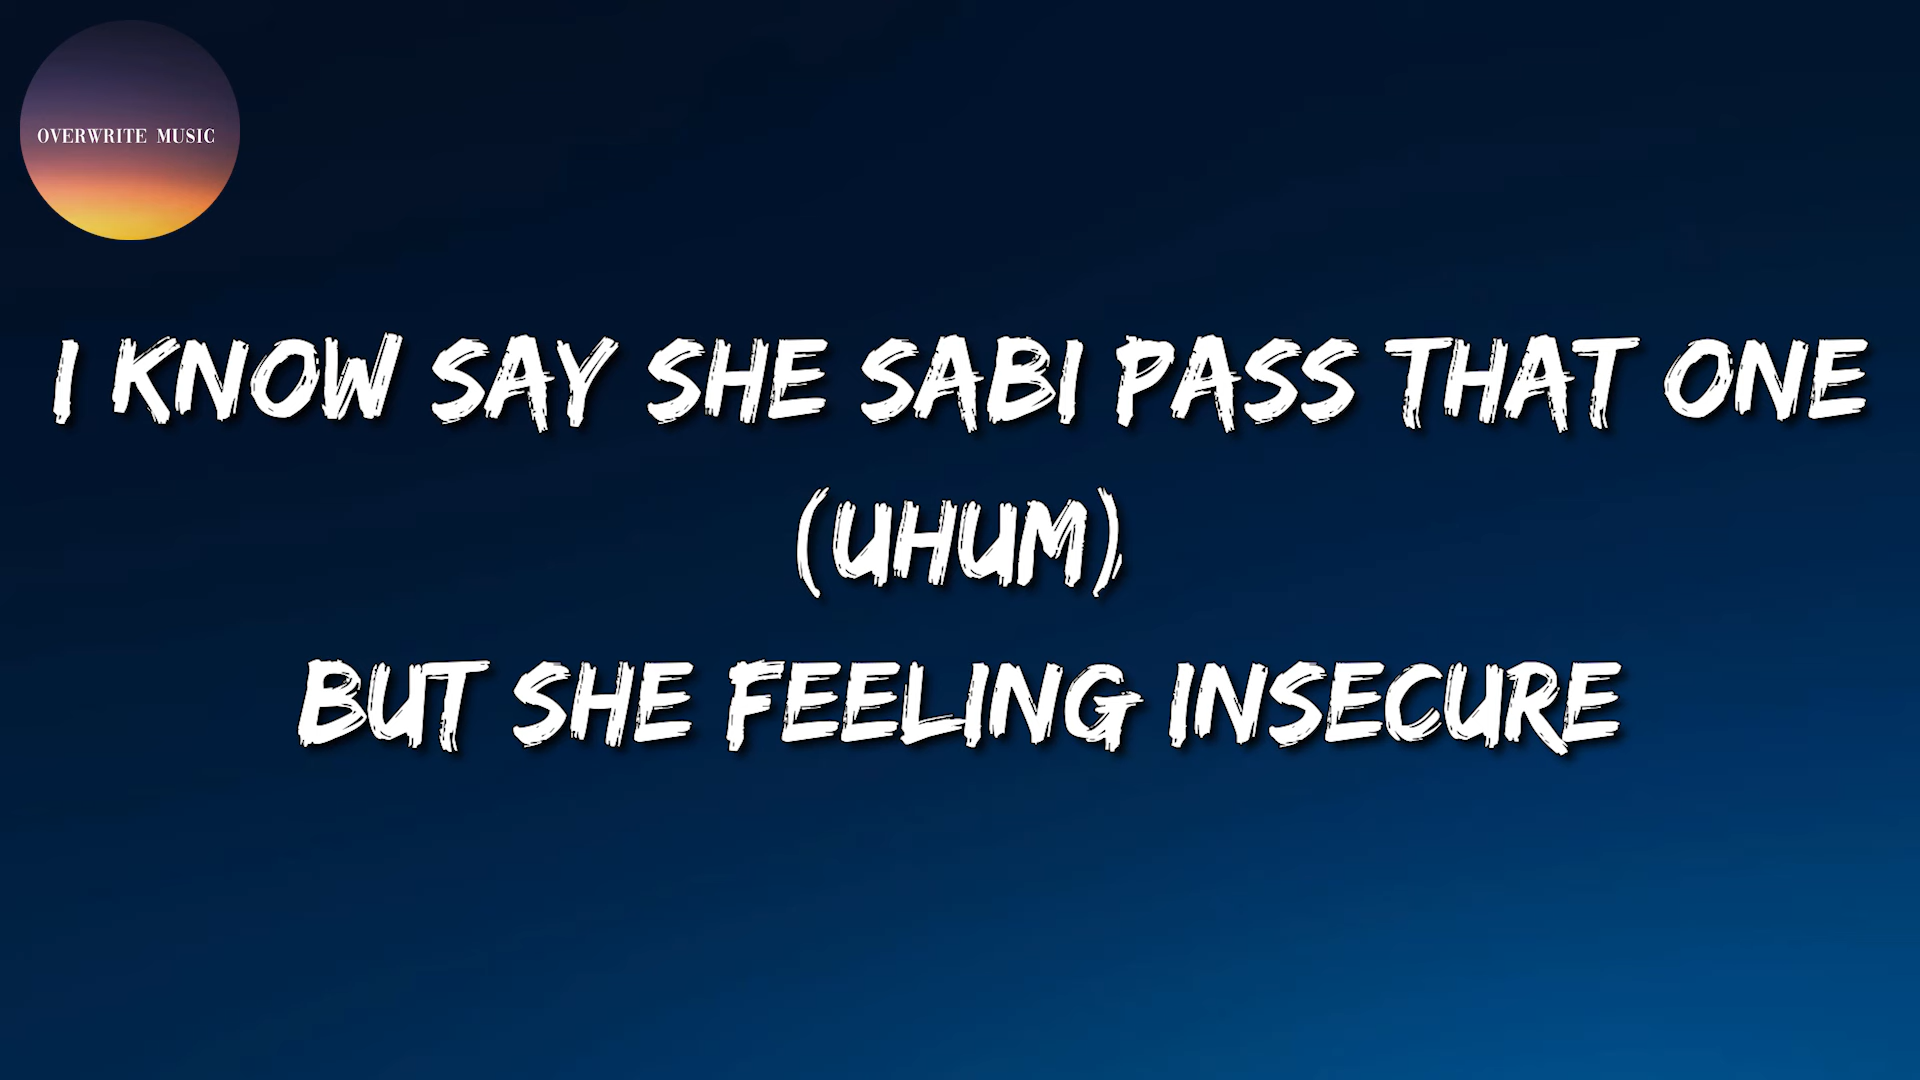 OVERWRITE MUSIC
I KNOW SAY SHE SABI PASS THAT ONE
(UHUM)
BUT SHE FEELING INSECURE